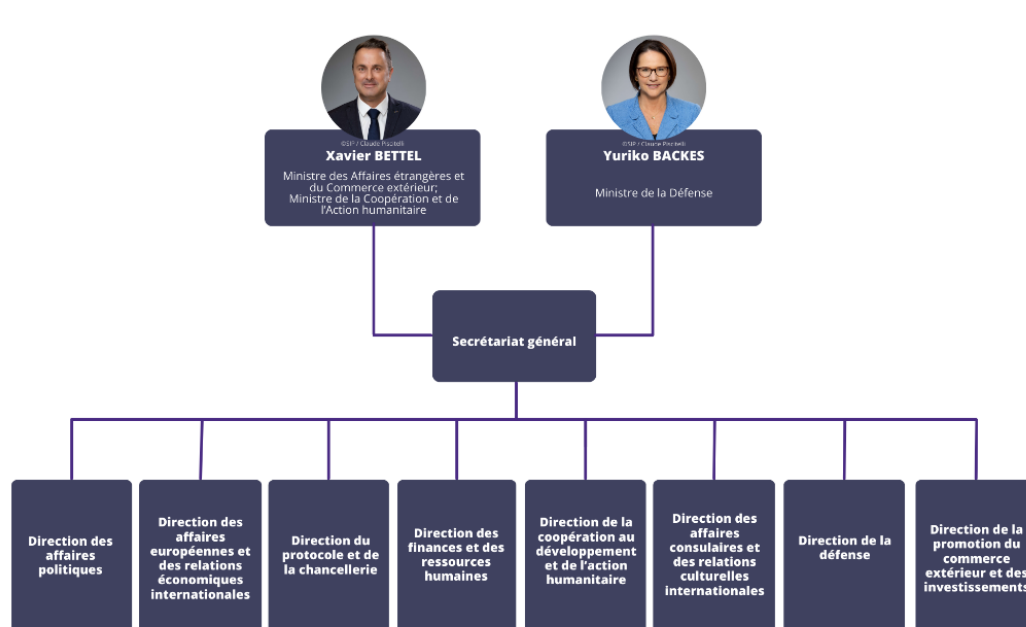 ©SIP / Claude Piscitelli
Xavier BETTEL
Ministre des Affaires étrangères et
du Commerce extérieur;
Ministre de la Coopération et de
l'Action humanitaire
©SIP / Claude Piscitelli
Yuriko BACKES
Ministre de la Défense
Secrétariat général
Direction des
affaires
politiques
Direction des
affaires
européennes et
des relations
économiques
internationales
Direction du
protocole et de
la chancellerie
Direction des
finances et des
ressources
humaines
Direction de la
coopération au
développement
et de l'action
humanitaire
Direction des
affaires
consulaires et
des relations
culturelles
internationales
Direction de la
défense
Direction de la
promotion du
commerce
extérieur et des
investissements